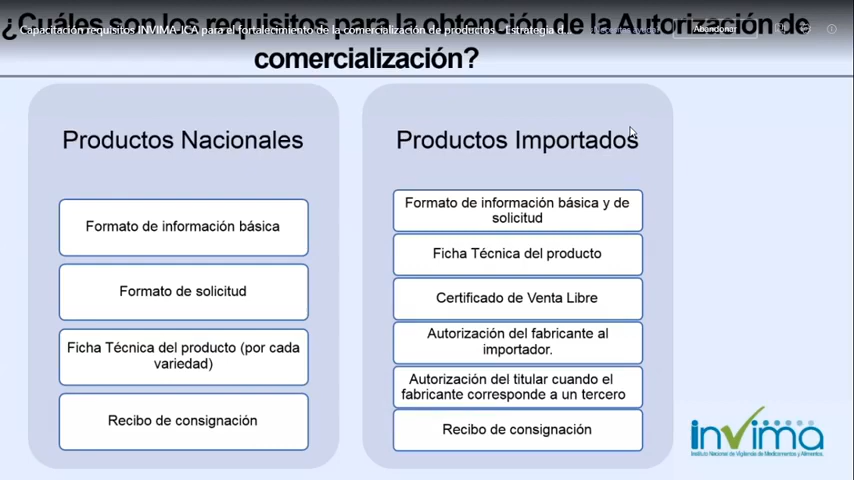 ¿Cuáles son los requisitos para la obtención de la Autorización de
Capacitación requisitos INVIMA-ICA para el fortalecimiento de la comercialización de productos - Estrategia d...
Abandonar
comercialización?
Productos Nacionales
Formato de información básica
Formato de solicitud
Ficha Técnica del producto (por cada
variedad)
Recibo de consignación
Productos Importados
Formato de información básica y de
solicitud
Ficha Técnica del producto
Certificado de Venta Libre
Autorización del fabricante al
importador.
Autorización del titular cuando el
fabricante corresponde a un tercero
Recibo de consignación
invima
Instituto Nacional de Vigilancia de Medicamentos y Alimentos.